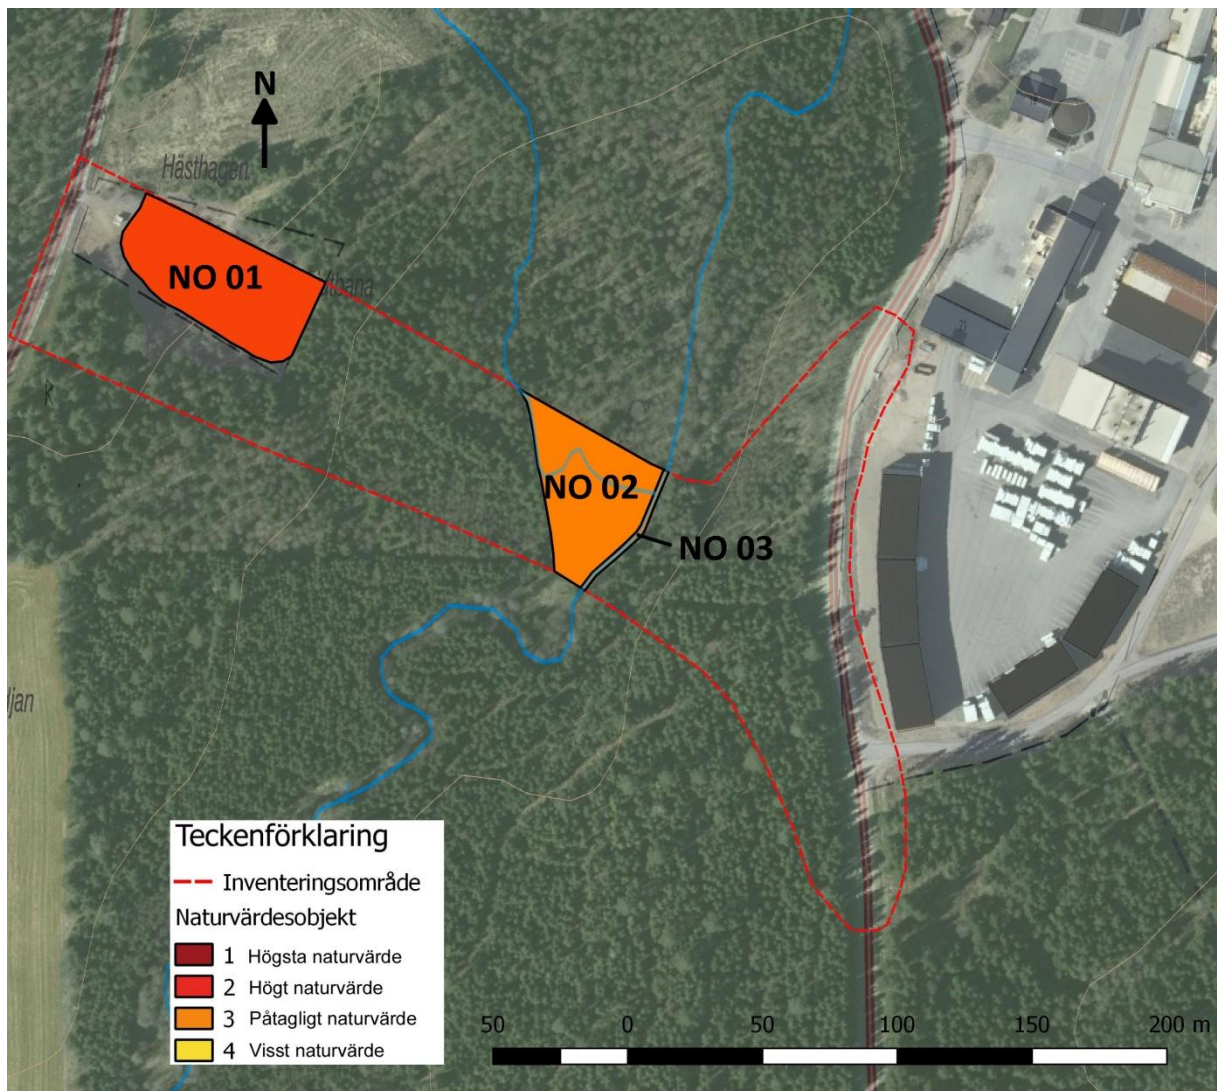 N
Hästhagen
NO 01
NO 02
NO 03
Teckenförklaring
Inventeringsområde
Naturvärdesobjekt
1 Högsta naturvärde
2 Högt naturvärde
3 Påtagligt naturvärde
4 Visst naturvärde
50 0 50 100 150 200 m